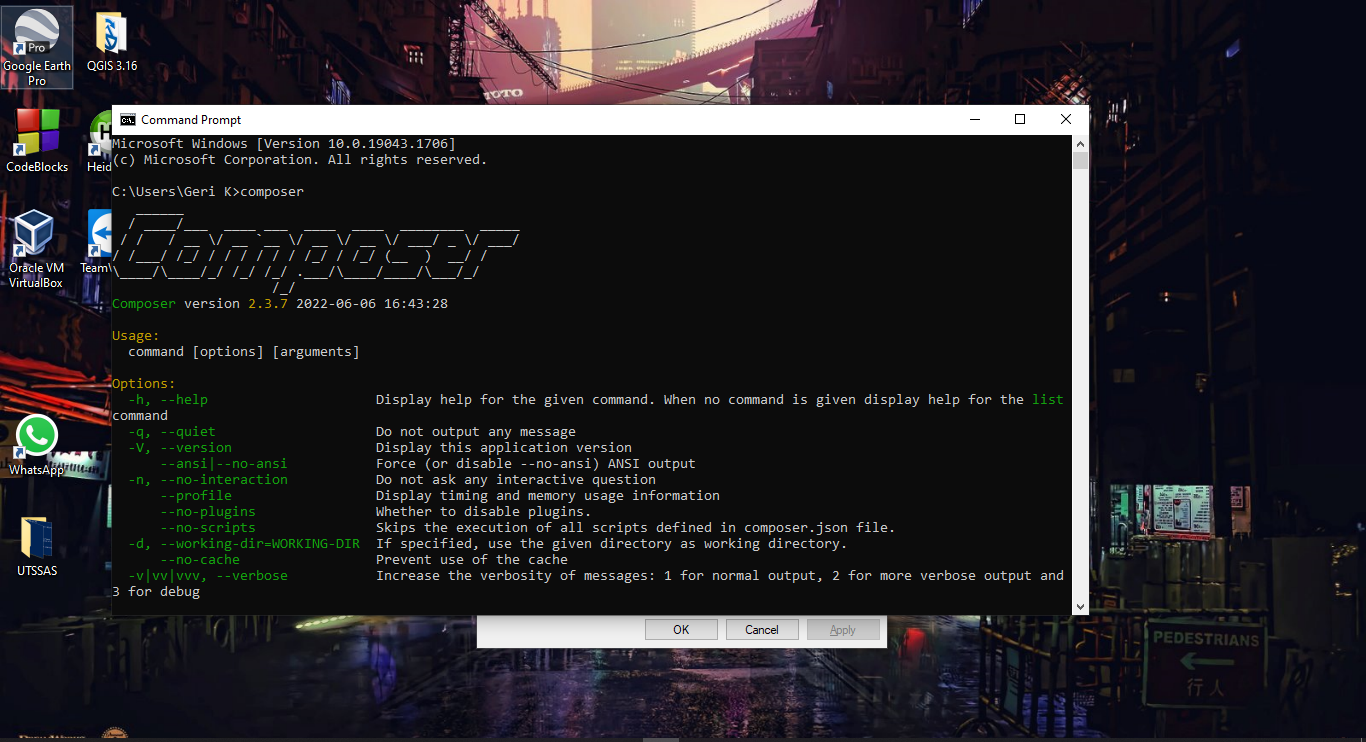 Pro
Google Earth
Pro
QGIS 3.16
CodeBlocks
Heid
Oracle VM
VirtualBox
Team
WhatsApp
UTSSAS
Command Prompt
Microsoft Windows [Version 10.0.19043.1706]
(c) Microsoft Corporation. All rights reserved.
C:\Users\Geri K>composer
Composer
Composer version 2.3.7 2022-06-06 16:43:28
Usage:
command [options] [arguments]
Options:
-h, --help Display help for the given command. When no command is given display help for the list
command
-q, --quiet Do not output any message
-V, --version Display this application version
--ansi|--no-ansi Force (or disable --no-ansi) ANSI output
-n, --no-interaction Do not ask any interactive question
--profile Display timing and memory usage information
--no-plugins Whether to disable plugins.
--no-scripts Skips the execution of all scripts defined in composer.json file.
-d, --working-dir=WORKING-DIR If specified, use the given directory as working directory.
--no-cache Prevent use of the cache
-v|vv|vvv, --verbose Increase the verbosity of messages: 1 for normal output, 2 for more verbose output and
3 for debug
OK Cancel Apply
PEDESTRIANS
行人